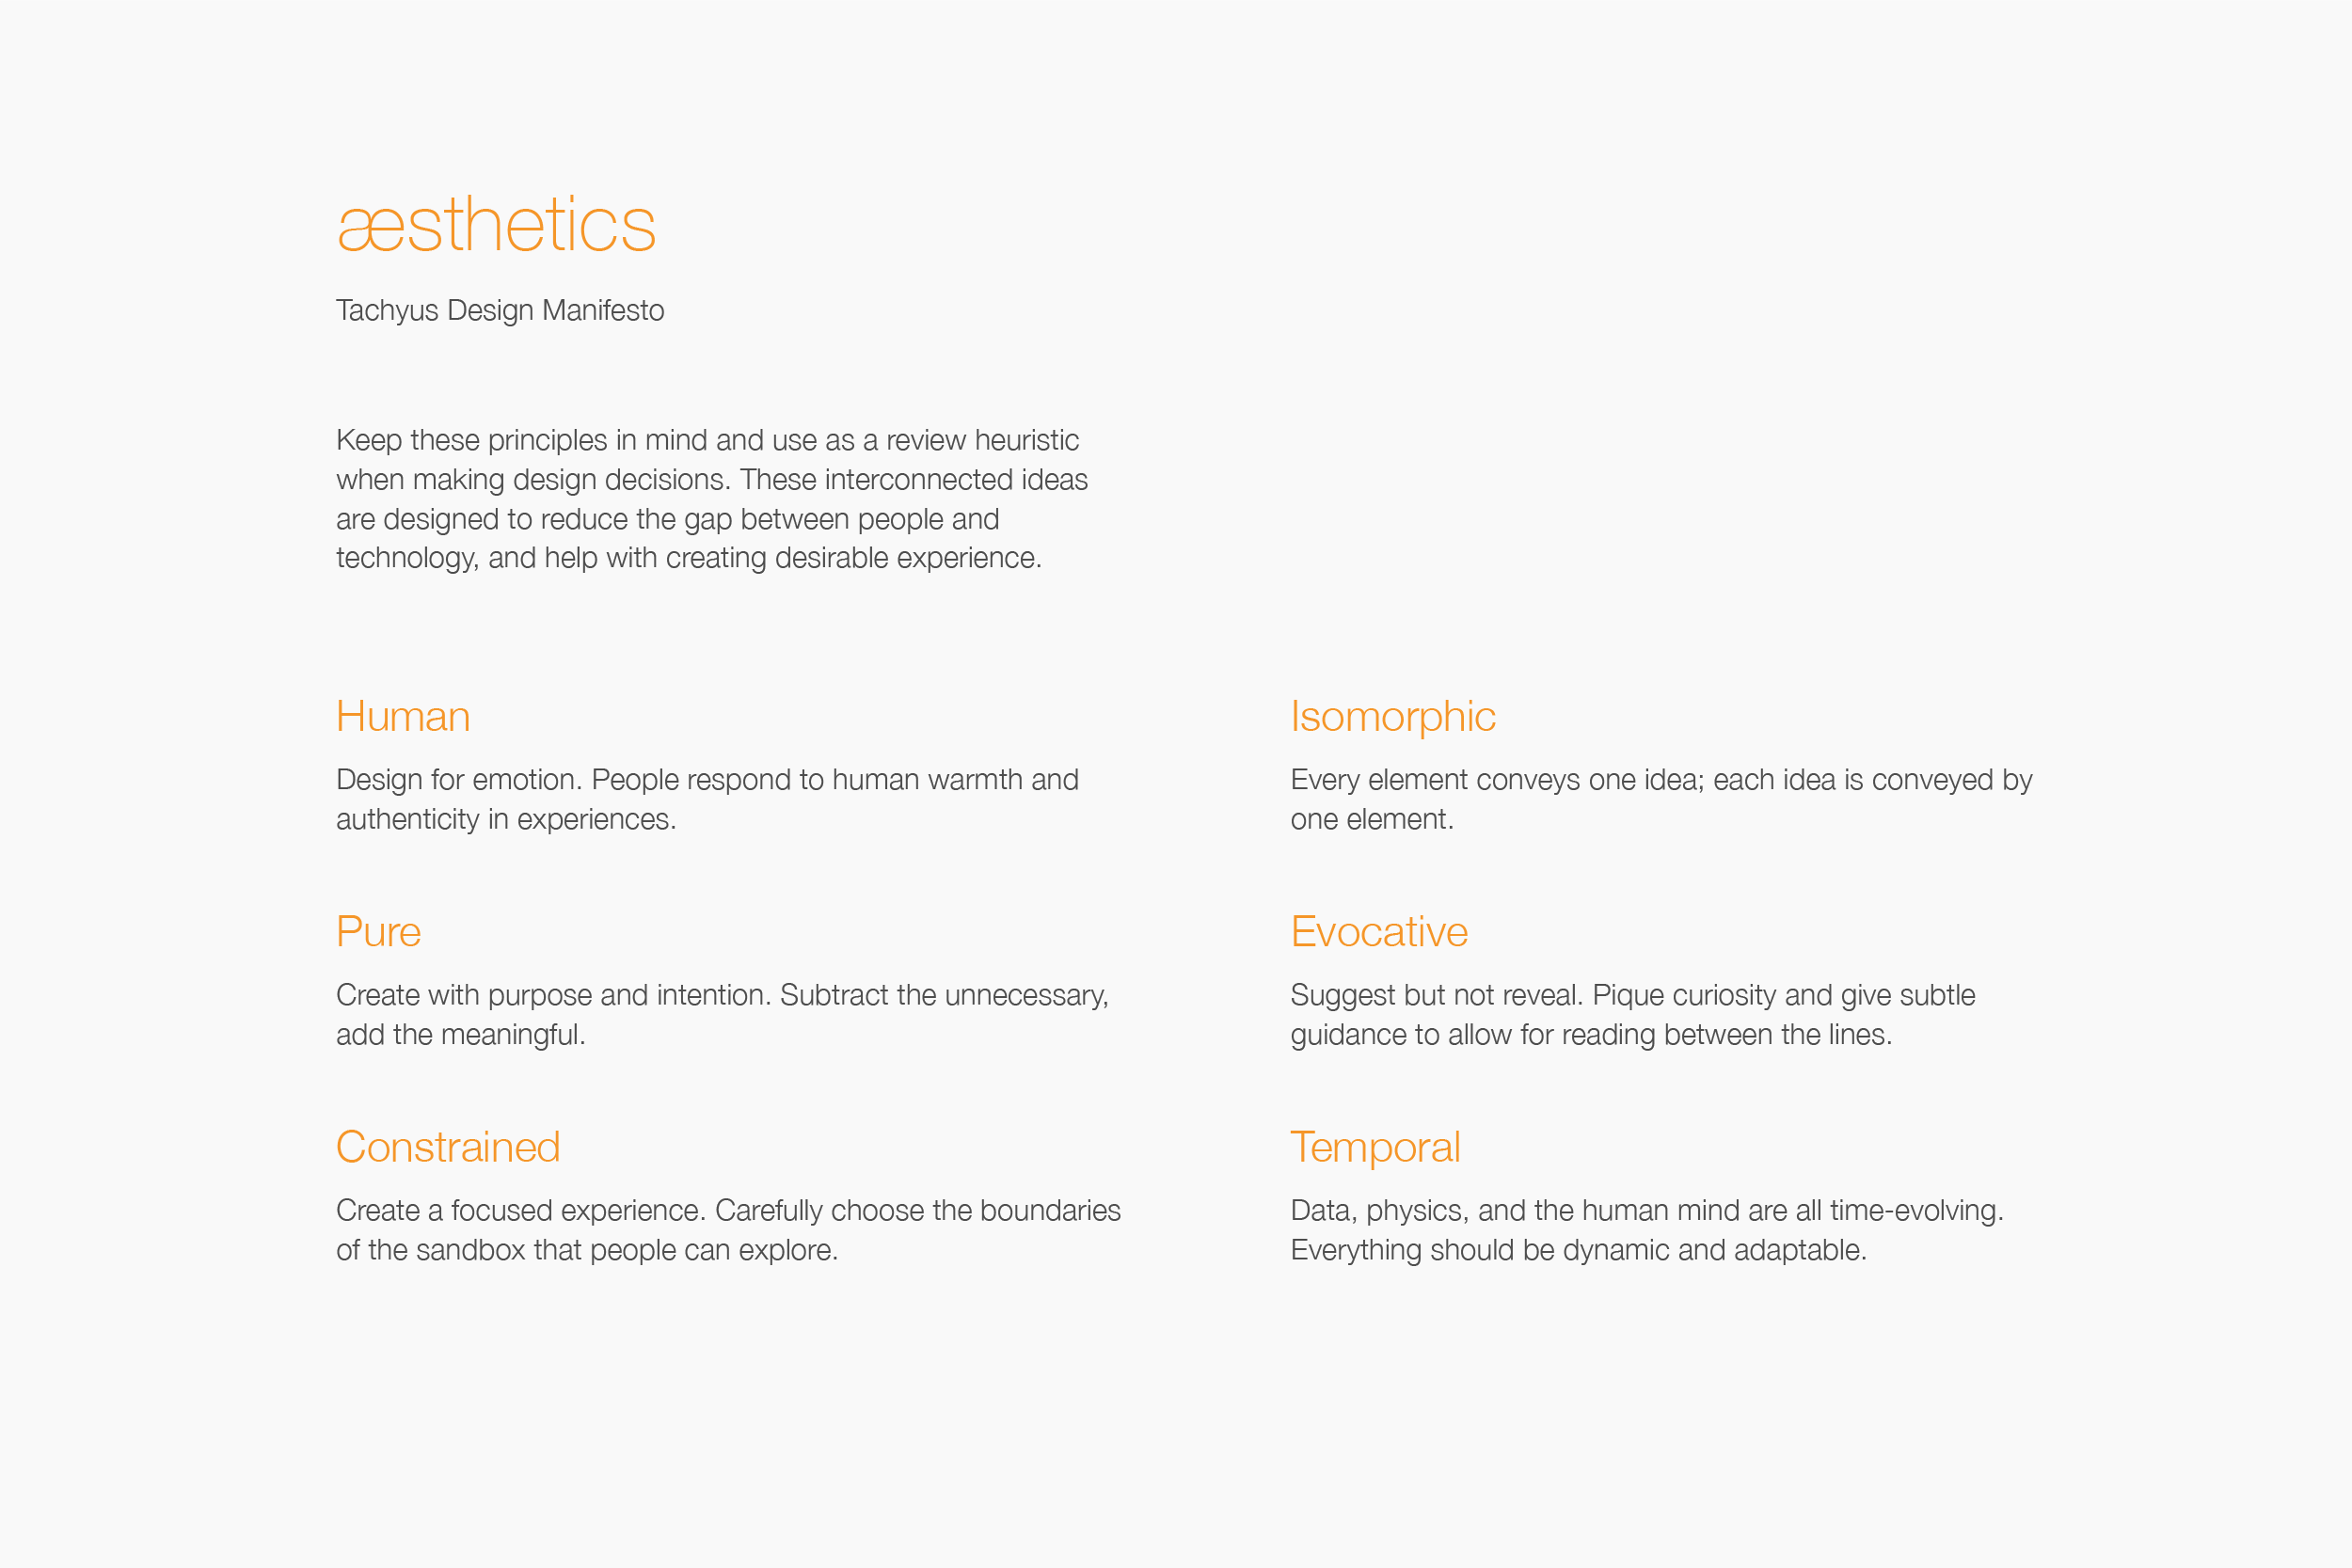 æsthetics
Tachyus Design Manifesto
Keep these principles in mind and use as a review heuristic
when making design decisions. These interconnected ideas
are designed to reduce the gap between people and
technology, and help with creating desirable experience.
Human
Design for emotion. People respond to human warmth and
authenticity in experiences.
Isomorphic
Every element conveys one idea; each idea is conveyed by
one element.
Pure
Create with purpose and intention. Subtract the unnecessary,
add the meaningful.
Evocative
Suggest but not reveal. Pique curiosity and give subtle
guidance to allow for reading between the lines.
Constrained
Create a focused experience. Carefully choose the boundaries
of the sandbox that people can explore.
Temporal
Data, physics, and the human mind are all time-evolving.
Everything should be dynamic and adaptable.